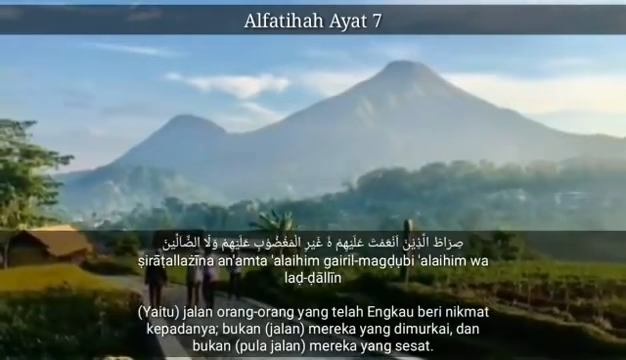 Alfatihah Ayat 7
صِرَاطَ الَّذِيْنَ اَنْعَمْتَ عَلَيْهِمْ ەۙ غَيْرِ الْمَغْضُوْبِ عَلَيْهِمْ وَلَا الضَّاۤلِّيْنَ
ṣirāṭallażīna an'amta 'alaihim gairil-magḍụbi 'alaihim wa
laḍ-ḍāllīn
(Yaitu) jalan orang-orang yang telah Engkau beri nikmat
kepadanya; bukan (jalan) mereka yang dimurkai, dan
bukan (pula jalan) mereka yang sesat.